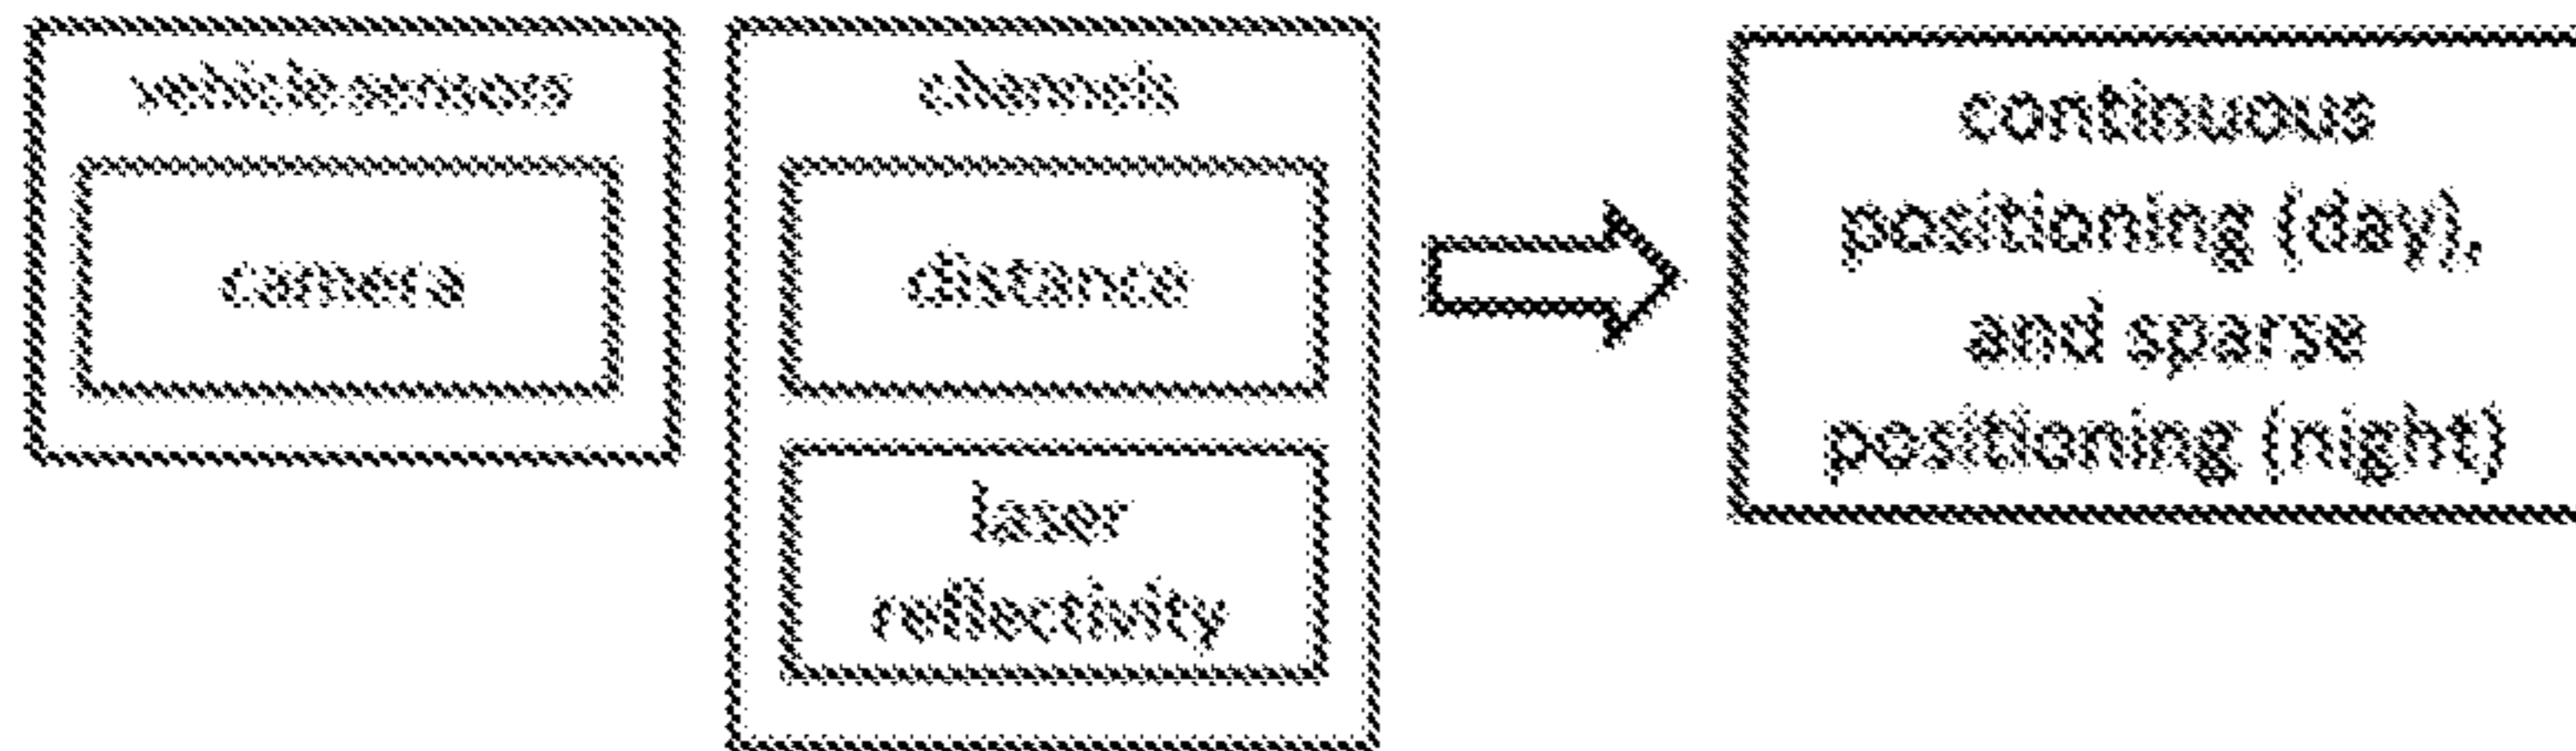 vehicle sensors
camera
channels
distance
laser
reflectivity
continuous
positioning (day),
and sparse
positioning (night)